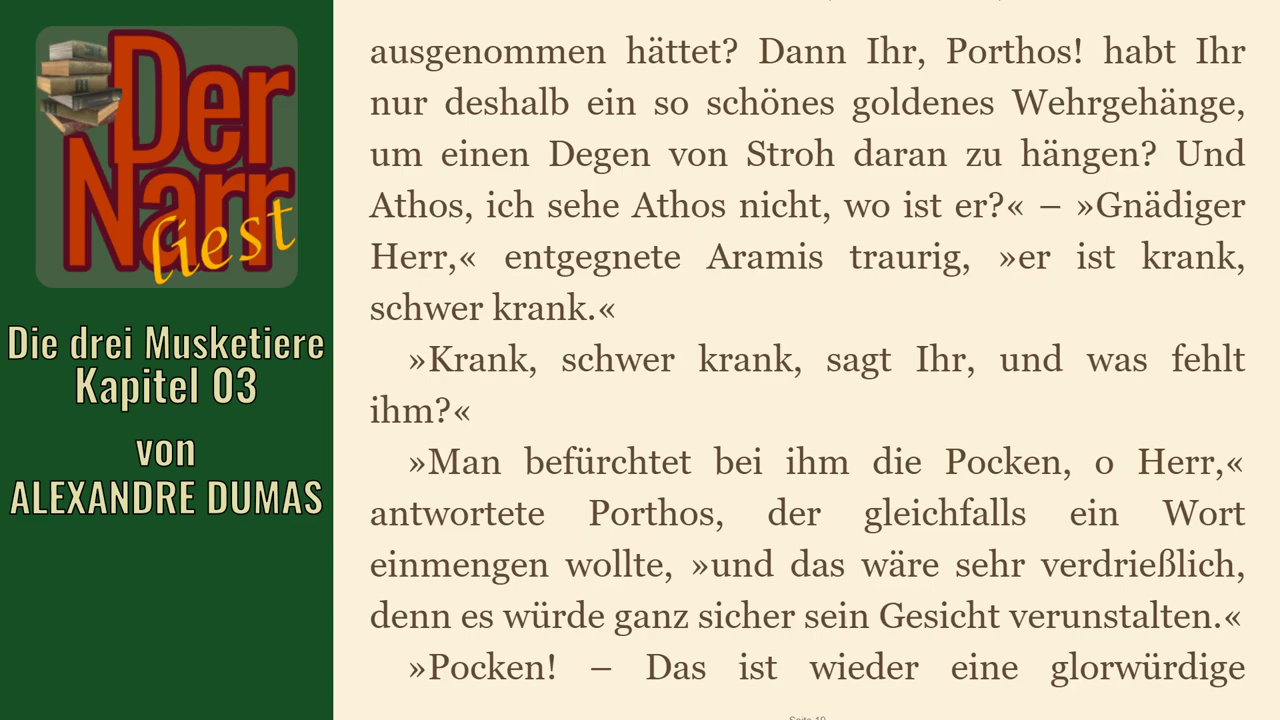 Der
Narr
liest
Die drei Musketiere
Kapitel 03
von
ALEXANDRE DUMAS
ausgenommen hättet? Dann Ihr, Porthos! habt Ihr
nur deshalb ein so schönes goldenes Wehrgehänge,
um einen Degen von Stroh daran zu hängen? Und
Athos, ich sehe Athos nicht, wo ist er?« – »Gnädiger
Herr,« entgegnete Aramis traurig, »er ist krank,
schwer krank.«
»Krank, schwer krank, sagt Ihr, und was fehlt
ihm?«
»Man befürchtet bei ihm die Pocken, o Herr,«
antwortete Porthos, der gleichfalls ein Wort
einmengen wollte, »und das wäre sehr verdrießlich,
denn es würde ganz sicher sein Gesicht verunstalten.«
»Pocken! – Das ist wieder eine glorwürdige